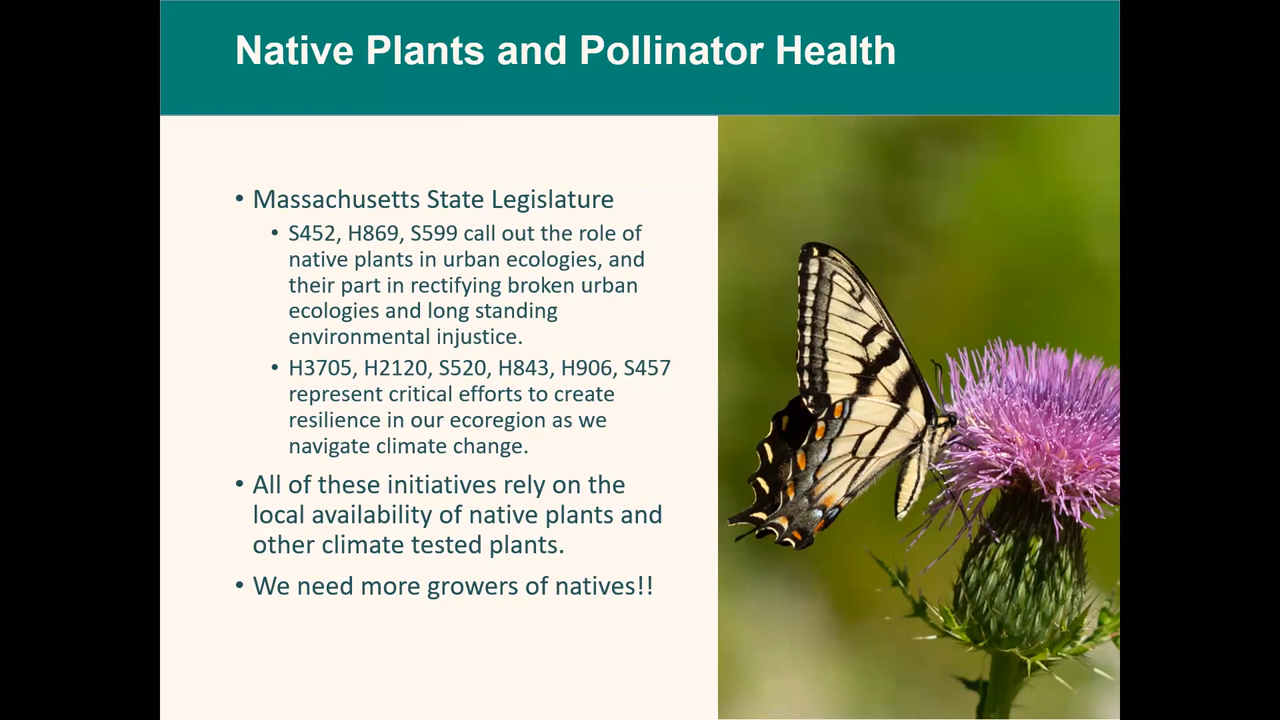 Native Plants and Pollinator Health
• Massachusetts State Legislature
• S452, H869, S599 call out the role of
native plants in urban ecologies, and
their part in rectifying broken urban
ecologies and long standing
environmental injustice.
• H3705, H2120, S520, H843, H906, S457
represent critical efforts to create
resilience in our ecoregion as we
navigate climate change.
• All of these initiatives rely on the
local availability of native plants and
other climate tested plants.
• We need more growers of natives!!